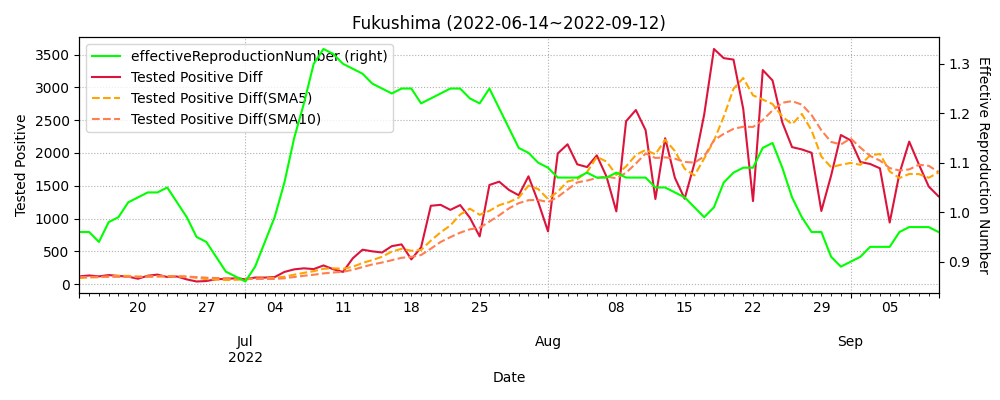 Fukushima (2022-06-14~2022-09-12)
effectiveReproductionNumber (right)
Tested Positive Diff
Tested Positive Diff(SMA5)
Tested Positive Diff(SMA10)
Tested Positive
3500
3000
2500
2000
1500
1000
500
0
1.3
1.2
1.1
1.0
0.9
Effective Reproduction Number
20 27 04 11 18 25 08 15 22 29 05
Jul Aug Sep
2022
Date